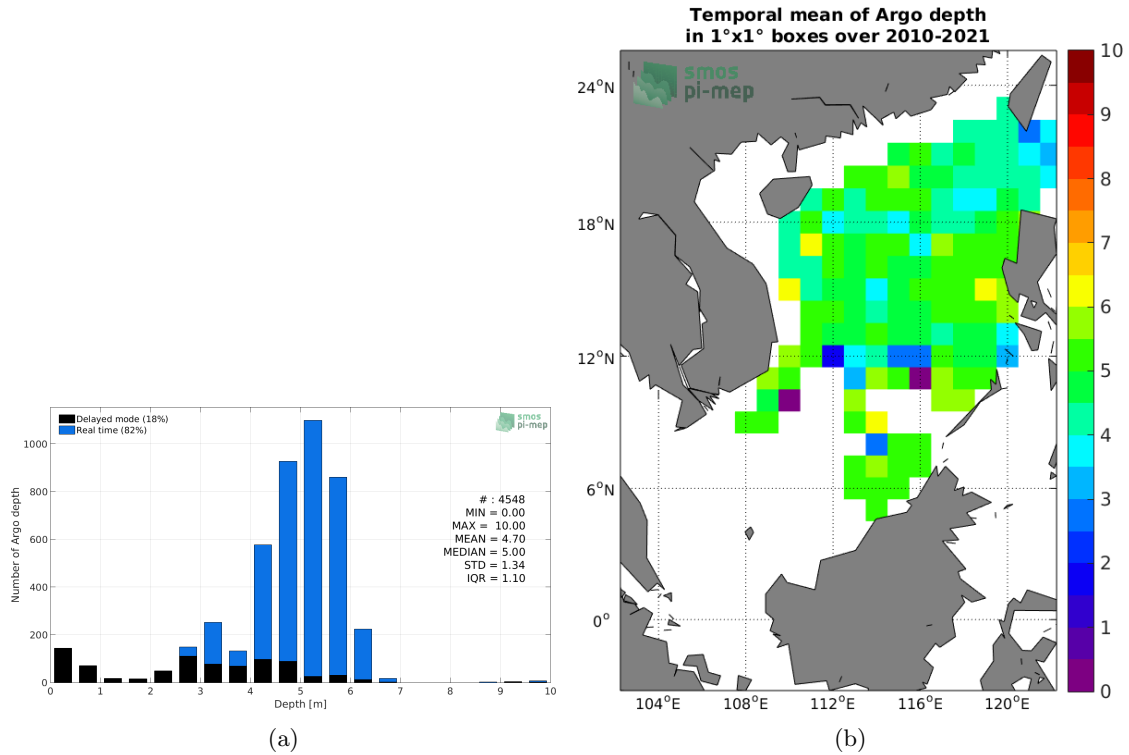 Delayed mode (18%)
Real time (82%)
smos
pi-mep
1000
800
600
400
200
0
Number of Argo depth
# : 4548
MIN = 0.00
MAX = 10.00
MEAN = 4.70
MEDIAN = 5.00
STD = 1.34
IQR = 1.10
0 1 2 3 4 5 6 7 8 9 10
Depth [m]
(a)
Temporal mean of Argo depth
in 1°x1° boxes over 2010-2021
smos
pi-mep
24°N
18°N
12°N
6°N
0°
104°E 108°E 112°E 116°E 120°E
10
9
8
7
6
5
4
3
2
1
0
(b)